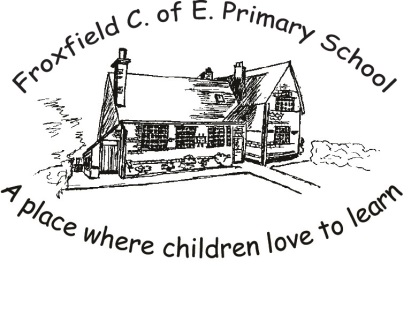 Froxfield C. of E. Primary School
A place where children love to learn